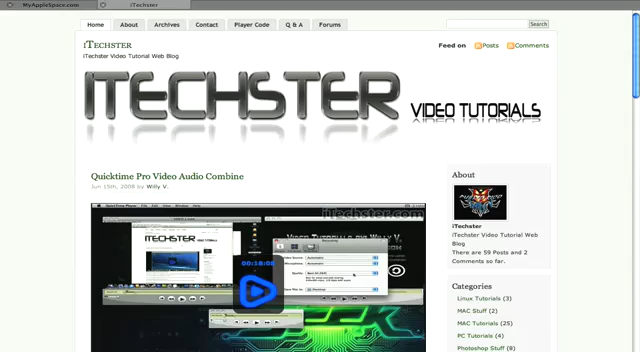 MyAppleSpace.com
iTechster
Home About Archives Contact Player Code Q & A Forums
Search
iTechster
iTechster Video Tutorial Web Blog
Feed on Posts Comments
iTECHSTER VIDEO TUTORIALS
Quicktime Pro Video Audio Combine
Jun 15th, 2008 by Willy V.
iTechster.com
00:18:08
About
iTechster
iTechster Video Tutorial Web
Blog
There are 59 Posts and 2
Comments so far.
Categories
Linux Tutorials (3)
MAC Stuff (2)
MAC Tutorials (25)
PC Tutorials (4)
Photoshop Stuff (8)